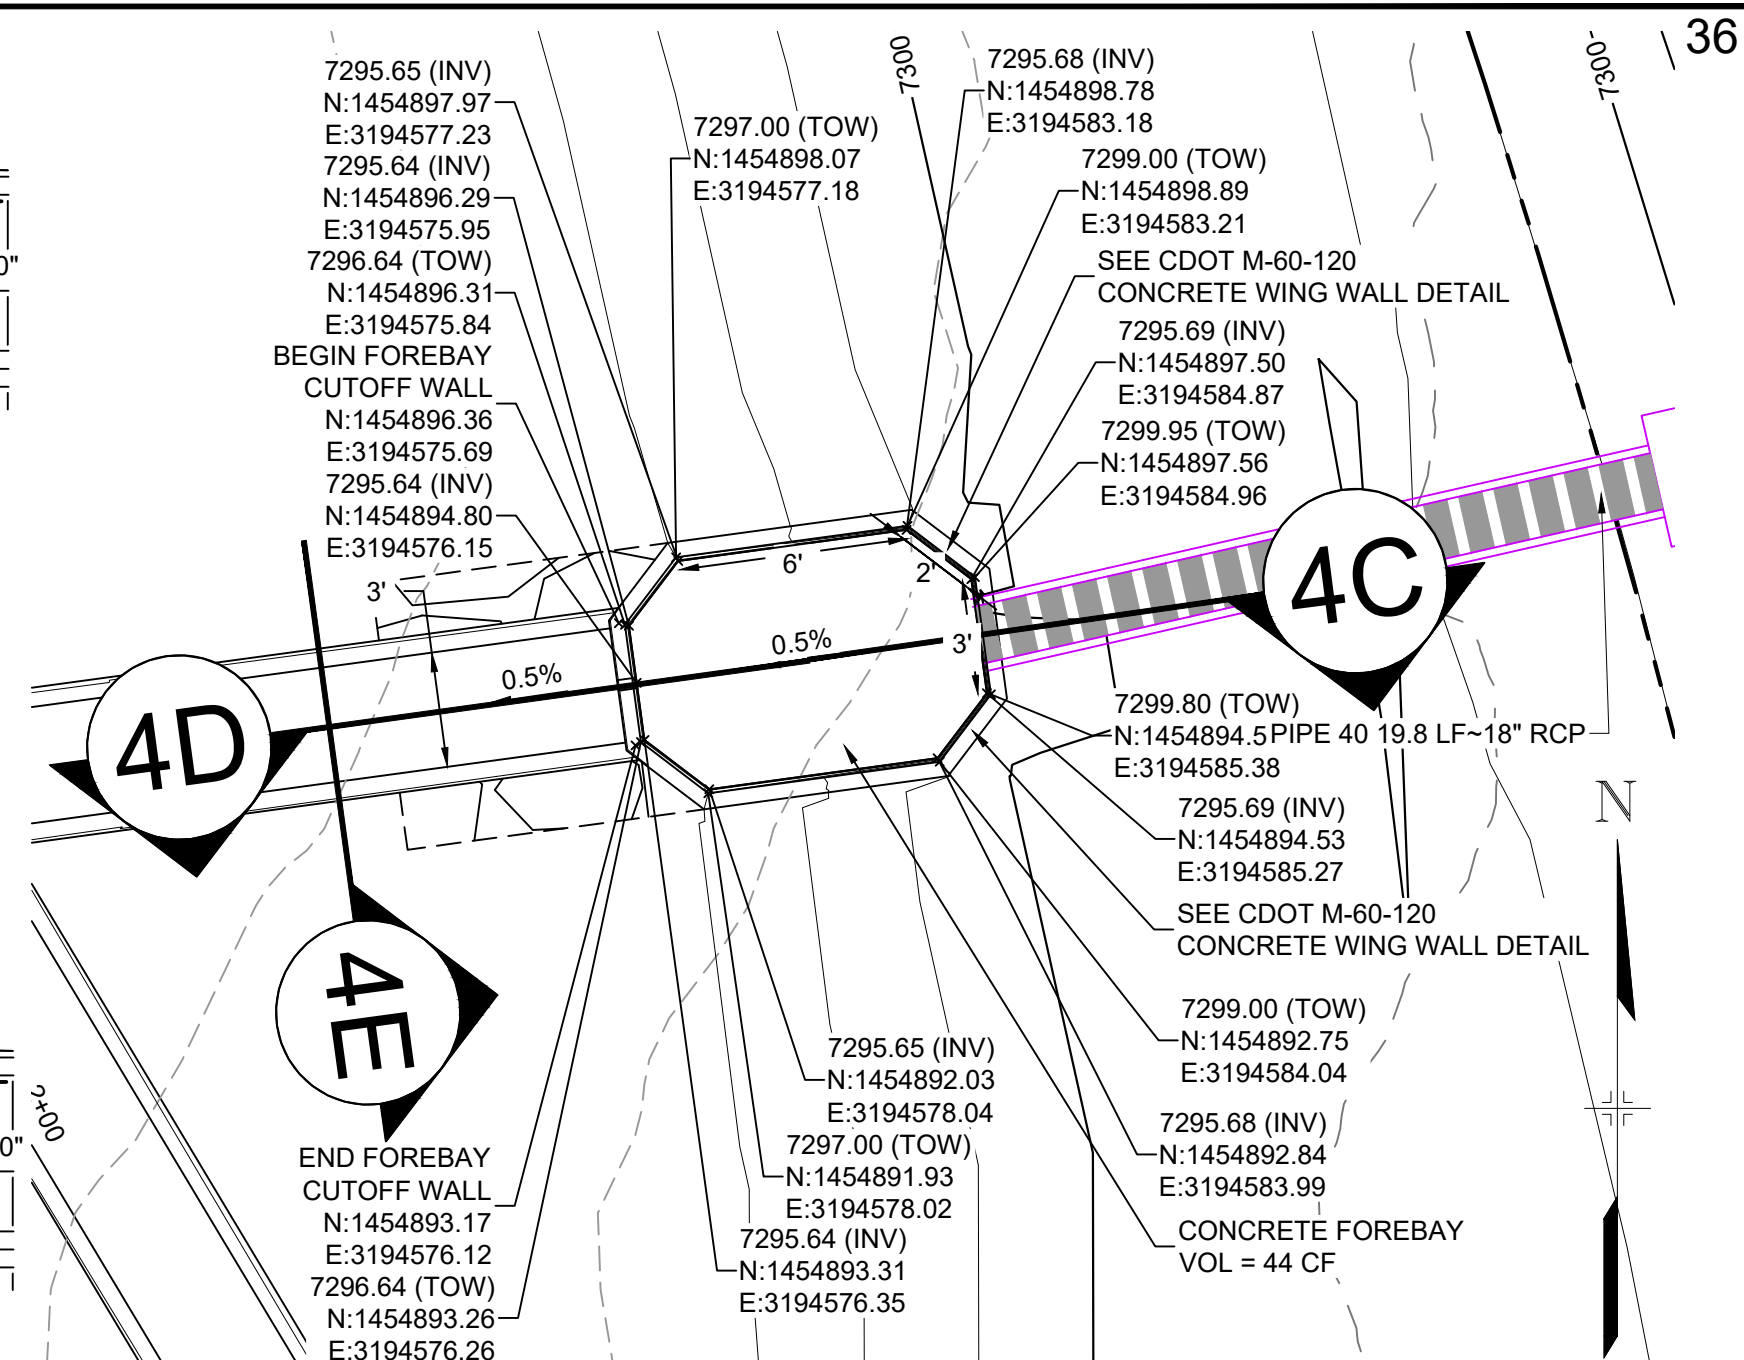 36
7295.65 (INV)
N:1454897.97
E:3194577.23
7295.64 (INV)
N:1454896.29
E:3194575.95
7296.64 (TOW)
N:1454896.31
E:3194575.84
BEGIN FOREBAY
CUTOFF WALL
N:1454896.36
E:3194575.69
7295.64 (INV)
N:1454894.80
E:3194576.15
7297.00 (TOW)
N:1454898.07
E:3194577.18
7300
7295.68 (INV)
N:1454898.78
E:3194583.18
7299.00 (TOW)
N:1454898.89
E:3194583.21
SEE CDOT M-60-120
CONCRETE WING WALL DETAIL
7295.69 (INV)
N:1454897.50
E:3194584.87
7299.95 (TOW)
N:1454897.56
E:3194584.96
7300
0"
3'
6'
2'
3'
0.5%
0.5%
4C
4D
4E
7299.80 (TOW)
N:1454894.5
PIPE 40 19.8 LF~18" RCP
E:3194585.38
7295.69 (INV)
N:1454894.53
E:3194585.27
SEE CDOT M-60-120
CONCRETE WING WALL DETAIL
N
7299.00 (TOW)
N:1454892.75
E:3194584.04
7295.68 (INV)
N:1454892.84
E:3194583.99
CONCRETE FOREBAY
VOL = 44 CF
7295.65 (INV)
N:1454892.03
E:3194578.04
7297.00 (TOW)
N:1454891.93
E:3194578.02
7295.64 (INV)
N:1454893.31
E:3194576.35
2+00
0"
END FOREBAY
CUTOFF WALL
N:1454893.17
E:3194576.12
7296.64 (TOW)
N:1454893.26
E:3194576.26